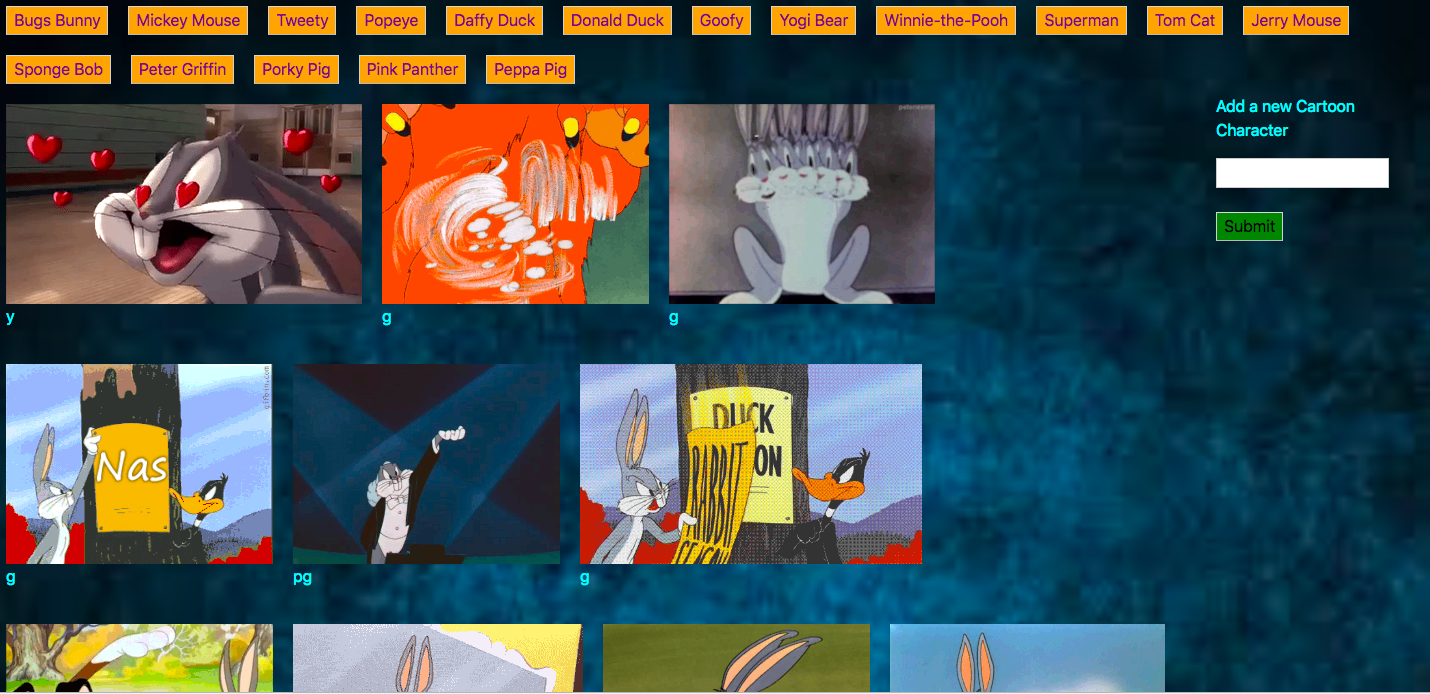 Bugs Bunny Mickey Mouse Tweety Popeye Daffy Duck Donald Duck Goofy Yogi Bear Winnie-the-Pooh Superman Tom Cat Jerry Mouse
Sponge Bob Peter Griffin Porky Pig Pink Panther Peppa Pig
Add a new Cartoon
Character
Submit
y g g
Nas
DUCK
RABBIT
g pg g